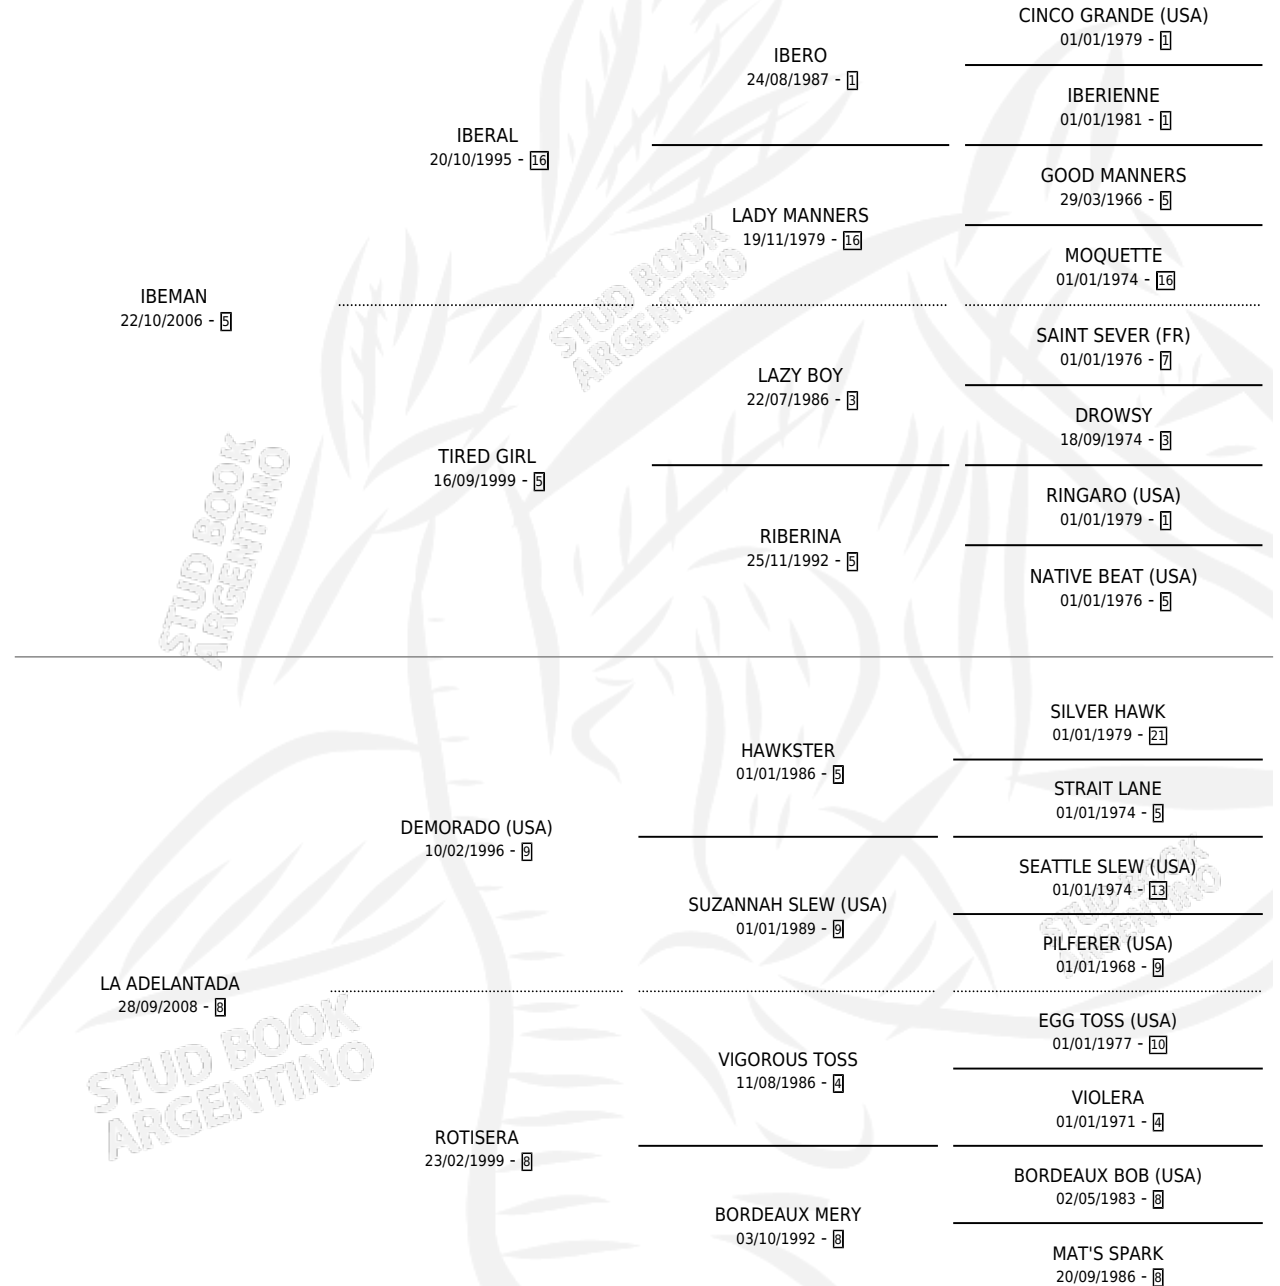 CINCO GRANDE (USA)
01/01/1979 - 1
IBERO
24/08/1987 - 1
IBERIENNE
01/01/1981 - 1
IBERAL
20/10/1995 - 16
GOOD MANNERS
29/03/1966 - 5
LADY MANNERS
19/11/1979 - 16
MOQUETTE
01/01/1974 - 16
IBEMAN
22/10/2006 - 5
SAINT SEVER (FR)
01/01/1976 - 7
LAZY BOY
22/07/1986 - 3
DROWSY
18/09/1974 - 3
TIRED GIRL
16/09/1999 - 5
RINGARO (USA)
01/01/1979 - 1
RIBERINA
25/11/1992 - 5
NATIVE BEAT (USA)
01/01/1976 - 5
STUD BOOK
ARGENTINO
STUD BOOK
ARGENTINO
SILVER HAWK
01/01/1979 - 21
HAWKSTER
01/01/1986 - 5
STRAIT LANE
01/01/1974 - 5
DEMORADO (USA)
10/02/1996 - 9
SEATTLE SLEW (USA)
01/01/1974 - 13
SUZANNAH SLEW (USA)
01/01/1989 - 9
PILFERER (USA)
01/01/1968 - 9
STUD BOOK
ARGENTINO
LA ADELANTADA
28/09/2008 - 8
EGG TOSS (USA)
01/01/1977 - 10
VIGOROUS TOSS
11/08/1986 - 4
VIOLERA
01/01/1971 - 4
STUD BOOK
ARGENTINO
ROTISERA
23/02/1999 - 8
BORDEAUX BOB (USA)
02/05/1983 - 8
BORDEAUX MERY
03/10/1992 - 8
MAT'S SPARK
20/09/1986 - 8